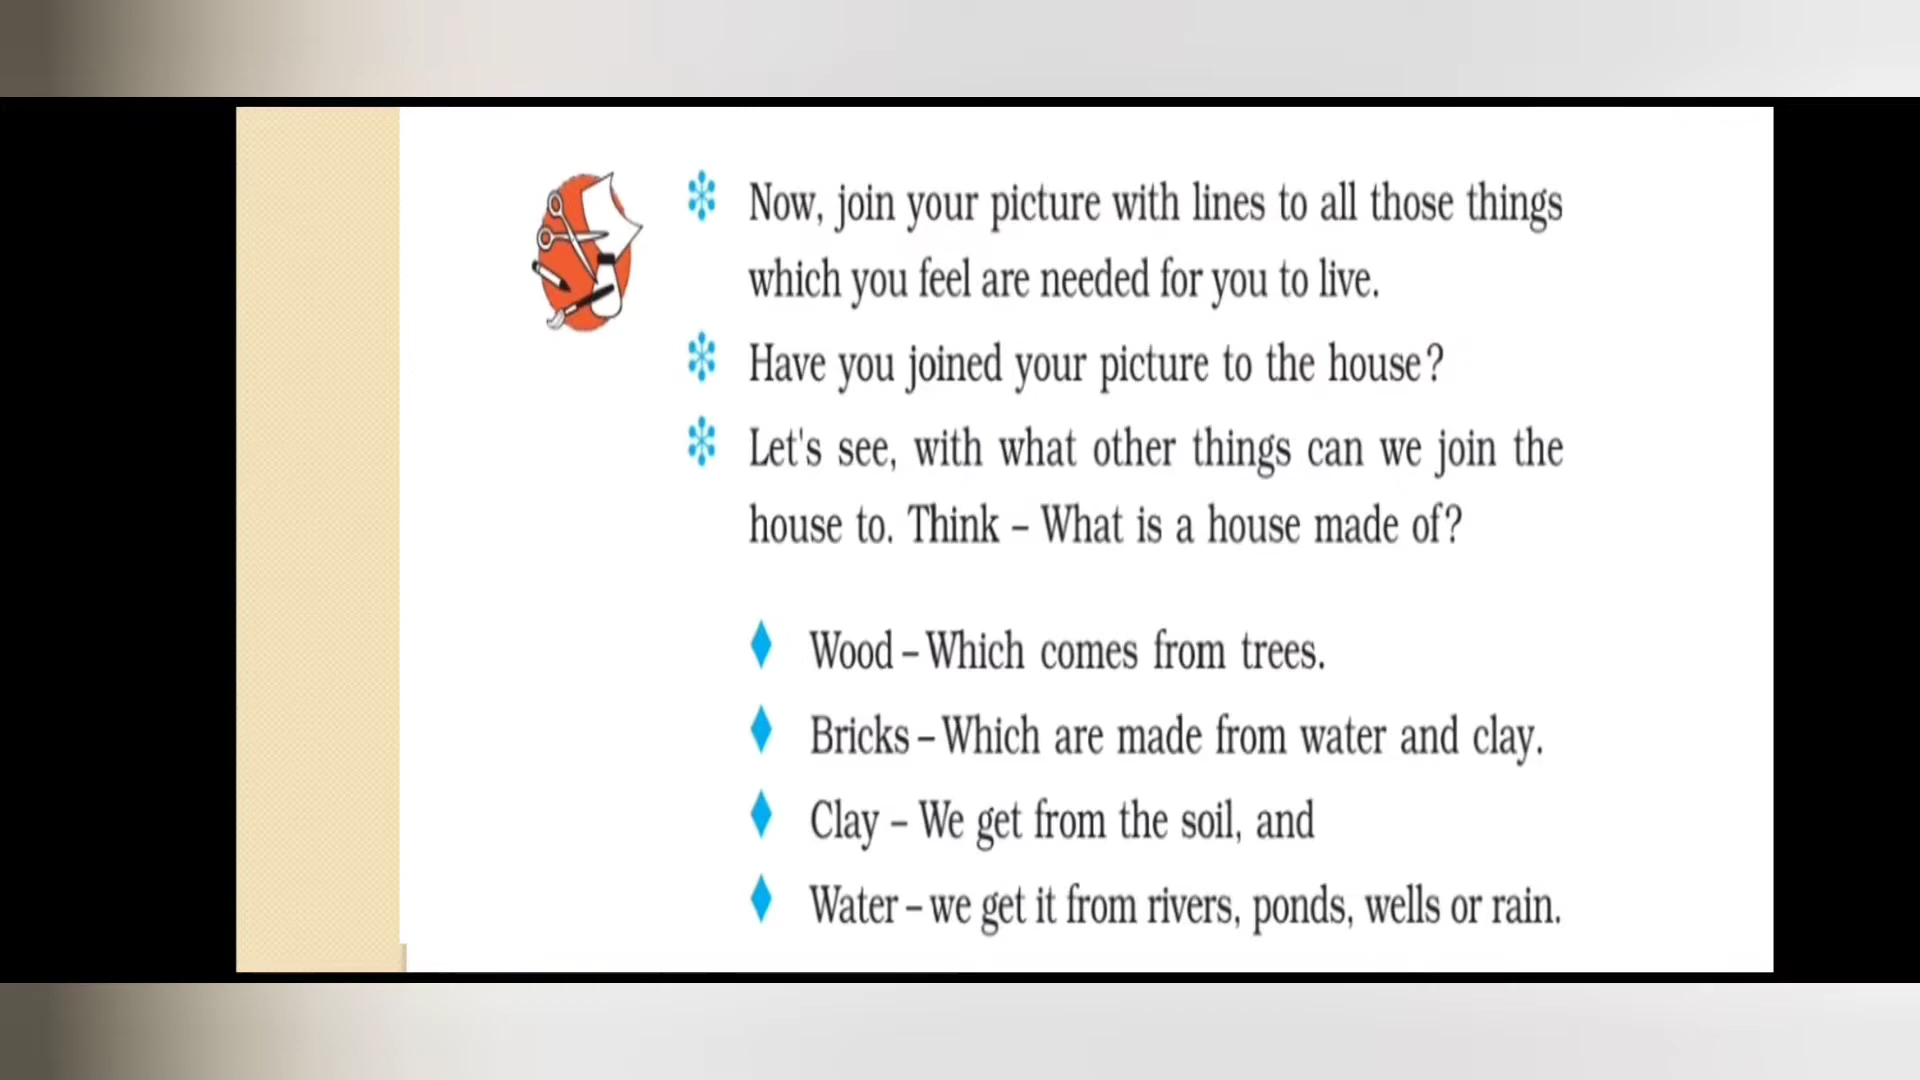 Now, join your picture with lines to all those things
which you feel are needed for you to live.
Have you joined your picture to the house?
Let's see, with what other things can we join the
house to. Think – What is a house made of?
Wood – Which comes from trees.
Bricks – Which are made from water and clay.
Clay – We get from the soil, and
Water – we get it from rivers, ponds, wells or rain.